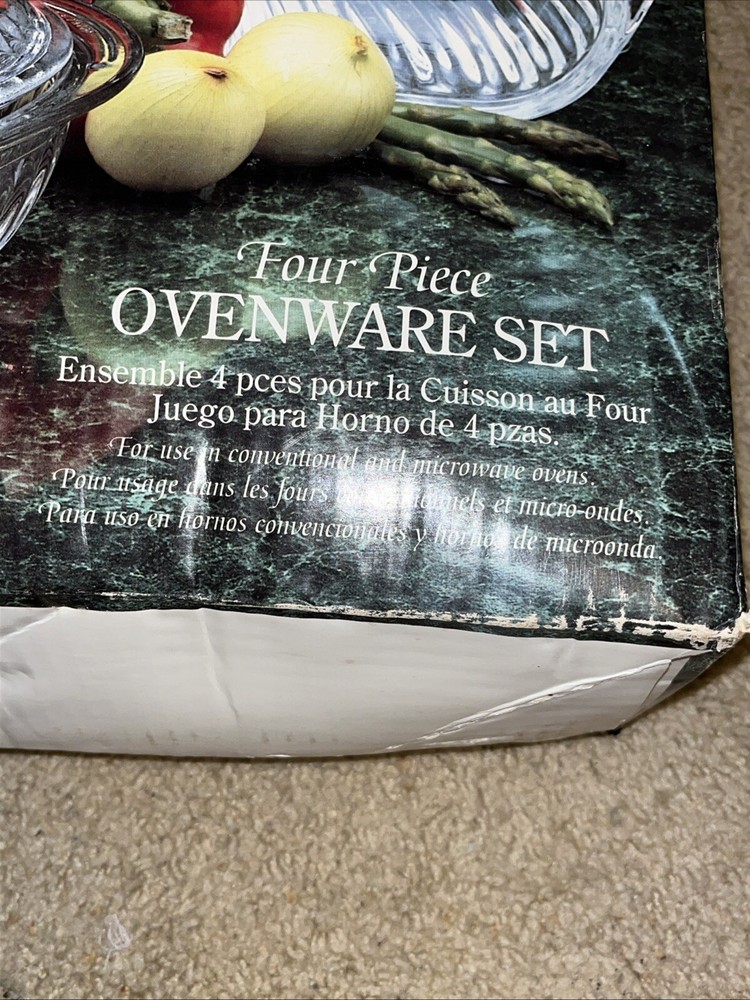 Four Piece
OVENWARE SET
Ensemble 4 pces pour la Cuisson au Four
Juego para Horno de 4 pzas.
For use in conventional and microwave ovens.
Pour usage dans les fours conventionnels et micro-ondes.
Para uso en hornos convencionales y hornos de microonda.